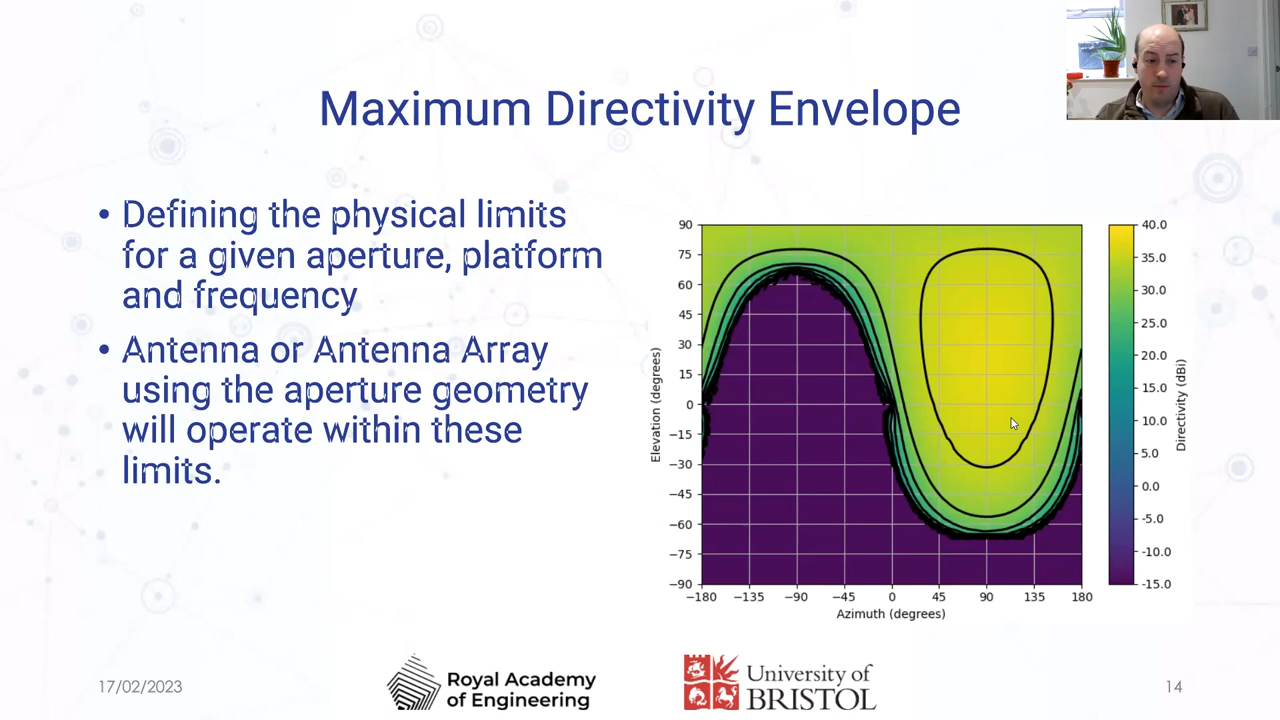 Maximum Directivity Envelope
• Defining the physical limits
for a given aperture, platform
and frequency
• Antenna or Antenna Array
using the aperture geometry
will operate within these
limits.
90
75
60
45
30
15
0
−15
−30
−45
−60
−75
−90
Elevation (degrees)
−180 −135 −90 −45 0 45 90 135 180
Azimuth (degrees)
40.0
35.0
30.0
25.0
20.0
15.0
10.0
5.0
0.0
-5.0
-10.0
-15.0
Directivity (dBi)
17/02/2023
Royal Academy
of Engineering
University of
BRISTOL
14